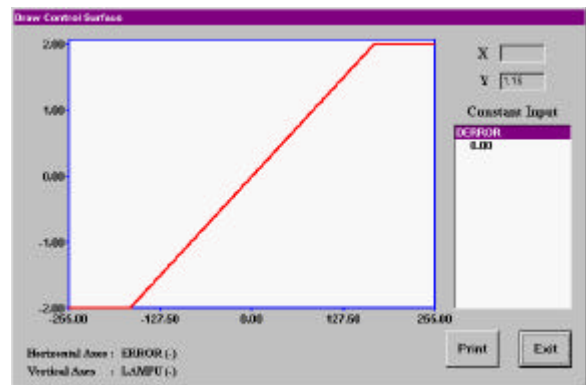 Draw Control Surface
2.00
1.00
0.00
-1.00
-2.00
-255.00 -127.50 0.00 127.50 255.00
X
Y 1.16
Constant Input
DERROR
0.00
Horizontal Axes : ERROR (-)
Vertical Axes : LAMPU (-)
Print Exit